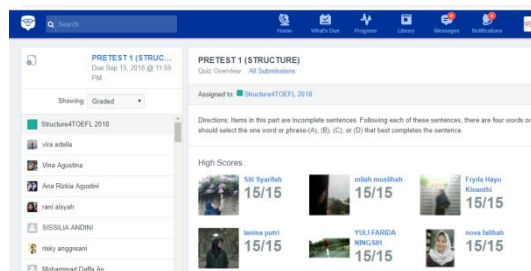 Search
Home
What's Due
Progress
Library
Messages
Notifications
PRETEST 1 (STRUC...
Due Sep 15, 2018 @ 11:59
PM
Showing: Graded
Structure4TOEFL 2018
vira adelia
Vina Agustina
Ana Rizkia Agustini
rani aisyah
SISSILIA ANDINI
risky anggreani
Muhammad Daffa As
PRETEST 1 (STRUCTURE)
Quiz Overview All Submissions
Assigned to: Structure4TOEFL 2018
Directions: Items in this part are incomplete sentences. Following each of these sentences, there are four words or
should select the one word or phrase-(A), (B), (C), or (D) that best completes the sentence.
High Scores
Siti Syarifah
15/15
milah muslihah
15/15
Fryda Hayu
Kinanthi
15/15
lanina putri
15/15
YULI FARIDA
NINGSIH
15/15
nova falihah
15/15